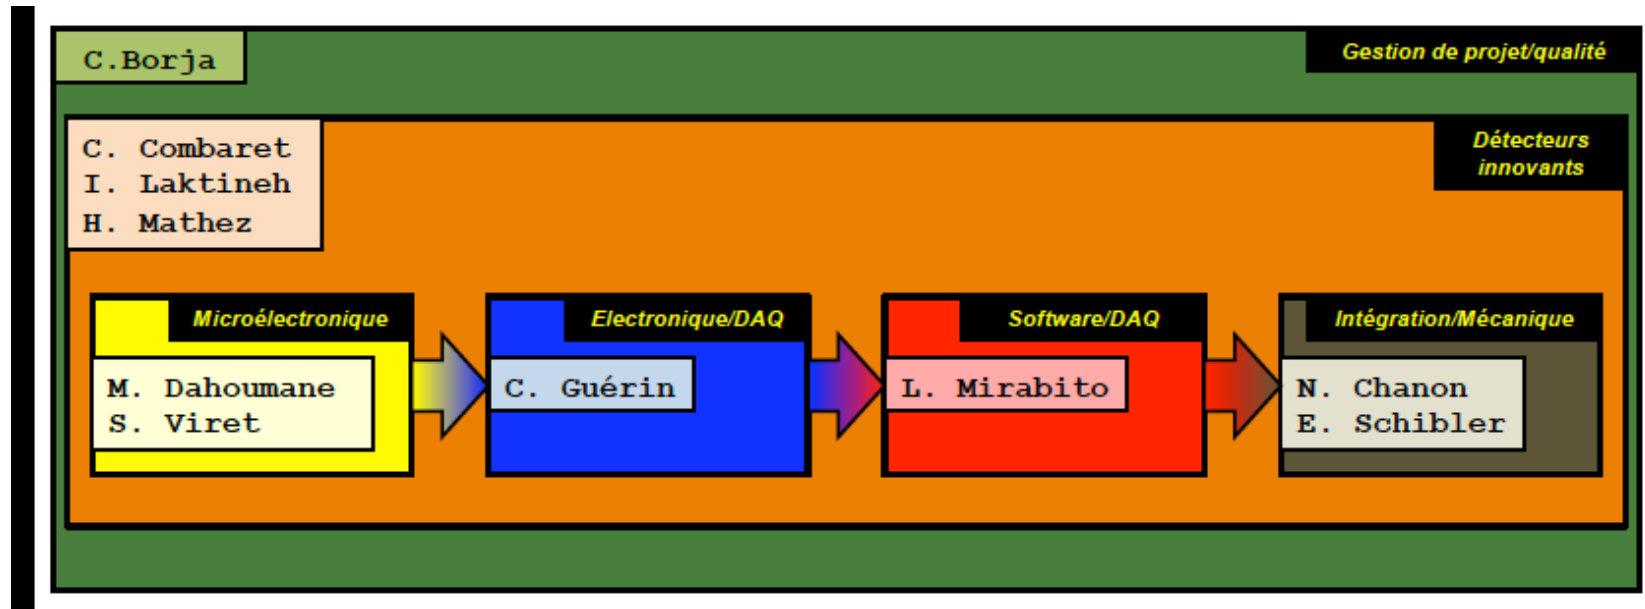 C.Borja
Gestion de projet/qualité
C. Combaret
I. Laktineh
H. Mathez
Détecteurs
innovants
Microélectronique
M. Dahoumane
S. Viret
Electronique/DAQ
C. Guérin
Software/DAQ
L. Mirabito
Intégration/Mécanique
N. Chanon
E. Schibler